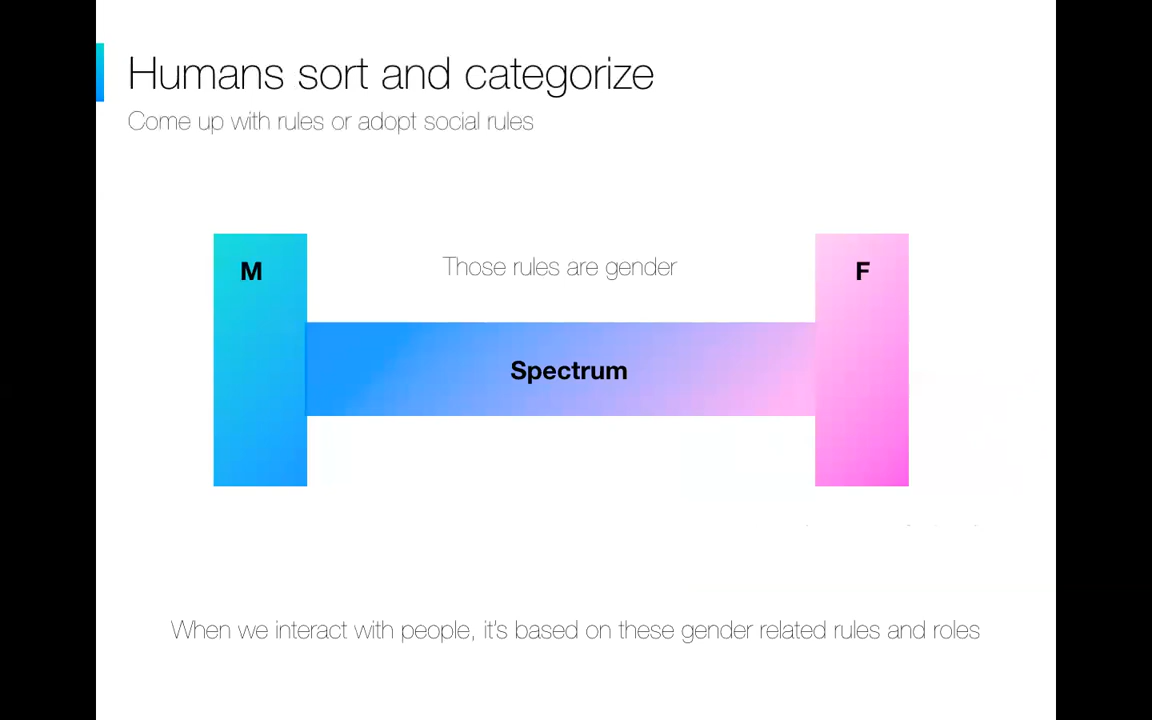 Humans sort and categorize
Come up with rules or adopt social rules
M
Those rules are gender
F
Spectrum
When we interact with people, it's based on these gender related rules and roles